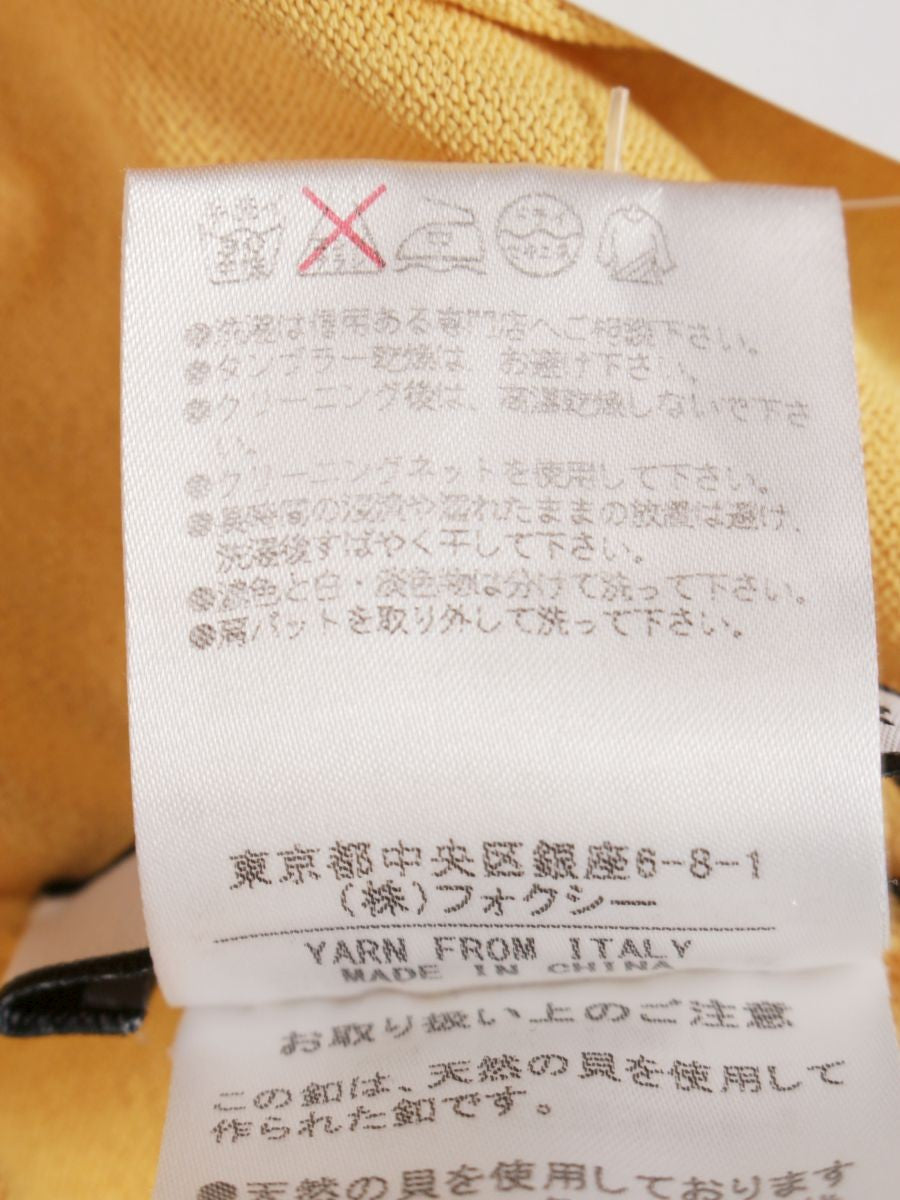 ●洗濯は信用ある専門店へご相談下さい。
●タンブラー乾燥は お避け下さい、
●クリーニング後は、高温乾燥しないで下さ
い、
●クリーニングネットを使用して下さい。
●長時間の浸漬や濡れたままの放置は避け、
洗濯後すばやく干して下さい。
●濃色と白・淡色物は分けて洗って下さい。
●肩パットを取り外して洗って下さい。
東京都中央区銀座6-8-1
(株)フォクシー
YARN FROM ITALY
MADE IN CHINA
お取り扱い上のご注意
この釦は、天然の貝を使用して
作られた釦です。
●天然の貝を使用しております